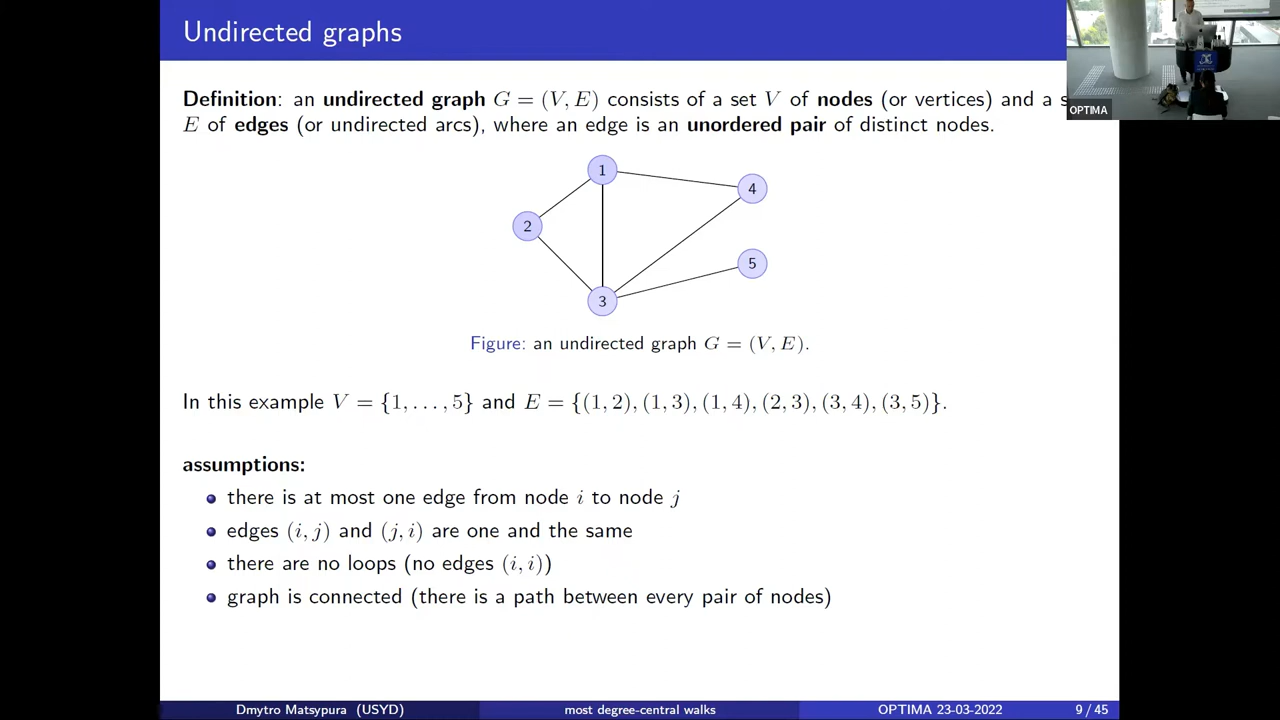 Undirected graphs
Definition: an undirected graph G = (V, E) consists of a set V of nodes (or vertices) and a
E of edges (or undirected arcs), where an edge is an unordered pair of distinct nodes.
1
4
2
5
3
Figure: an undirected graph G = (V, E).
In this example V = {1, . . . , 5} and E = {(1, 2), (1, 3), (1, 4), (2, 3), (3, 4), (3, 5)}.
assumptions:
there is at most one edge from node i to node j
edges (i, j) and (j, i) are one and the same
there are no loops (no edges (i, i))
graph is connected (there is a path between every pair of nodes)
OPTIMA
Dmytro Matsypura (USYD)
most degree-central walks
OPTIMA 23-03-2022
9 / 45